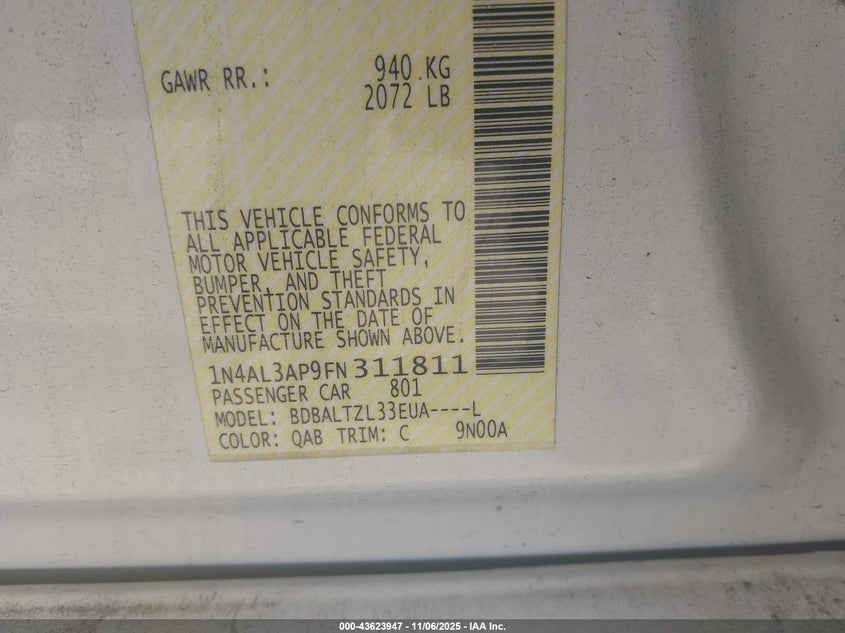 GAWR RR.: 940 KG
2072 LB
THIS VEHICLE CONFORMS TO
ALL APPLICABLE FEDERAL
MOTOR VEHICLE SAFETY,
BUMPER, AND THEFT
PREVENTION STANDARDS IN
EFFECT ON THE DATE OF
MANUFACTURE SHOWN ABOVE.
1N4AL3AP9FN311811
PASSENGER CAR 801
MODEL: BDBALTZL33EUA----L
COLOR: QAB TRIM: C 9N00A
000-43623947 - 11/06/2025 - IAA Inc.